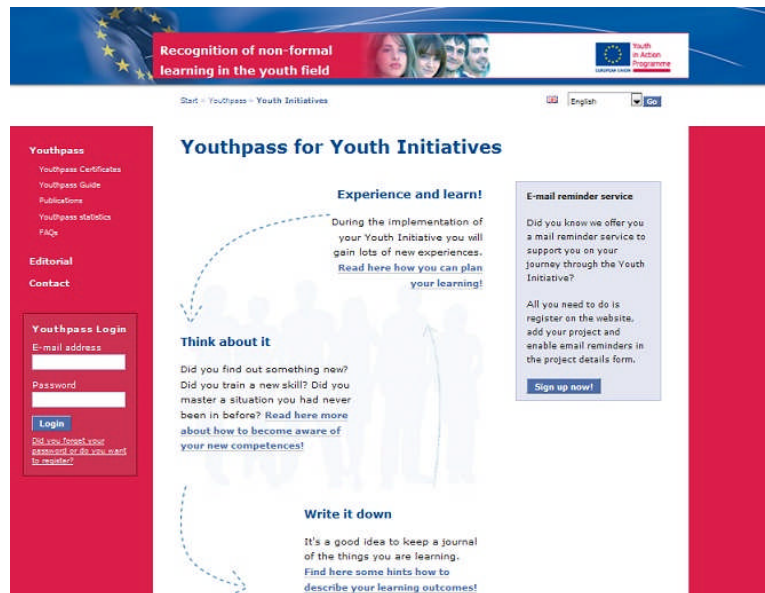 Recognition of non-formal
learning in the youth field
Youth
in Action
Programme
EUROPEAN UNION
Start » Youthpass » Youth Initiatives
English
Go
Youthpass
Youthpass Certificates
Youthpass Guide
Publications
Youthpass statistics
FAQs
Editorial
Contact
Youthpass Login
E-mail address
Password
Login
Did you forget your
password or do you want
to register?
Youthpass for Youth Initiatives
Experience and learn!
During the implementation of
your Youth Initiative you will
gain lots of new experiences.
Read here how you can plan
your learning!
Think about it
Did you find out something new?
Did you train a new skill? Did you
master a situation you had never
been in before? Read here more
about how to become aware of
your new competences!
Write it down
It's a good idea to keep a journal
of the things you are learning.
Find here some hints how to
describe your learning outcomes!
E-mail reminder service
Did you know we offer you
a mail reminder service to
support you on your
journey through the Youth
Initiative?
All you need to do is
register on the website,
add your project and
enable email reminders in
the project details form.
Sign up now!